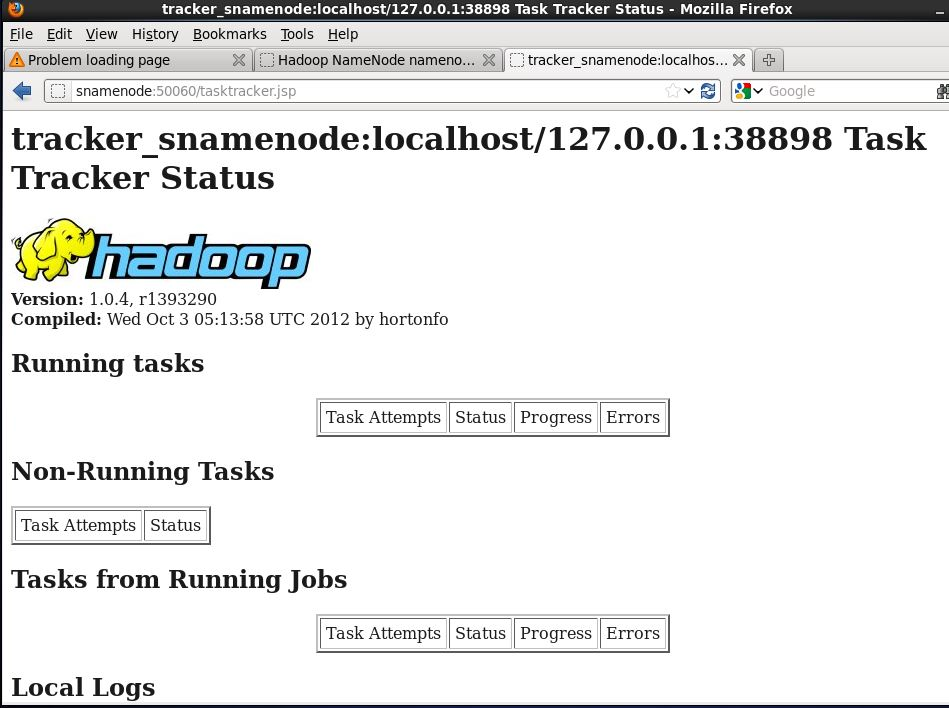 tracker_snamenode:localhost/127.0.0.1:38898 Task Tracker Status - Mozilla Firefox
File Edit View History Bookmarks Tools Help
Problem loading page Hadoop NameNode nameno... tracker_snamenode:localhos...
snamenode:50060/tasktracker.jsp Google
tracker_snamenode:localhost/127.0.0.1:38898 Task
Tracker Status
hadoop
Version: 1.0.4, r1393290
Compiled: Wed Oct 3 05:13:58 UTC 2012 by hortonfo
Running tasks
Task Attempts Status Progress Errors
Non-Running Tasks
Task Attempts Status
Tasks from Running Jobs
Task Attempts Status Progress Errors
Local Logs